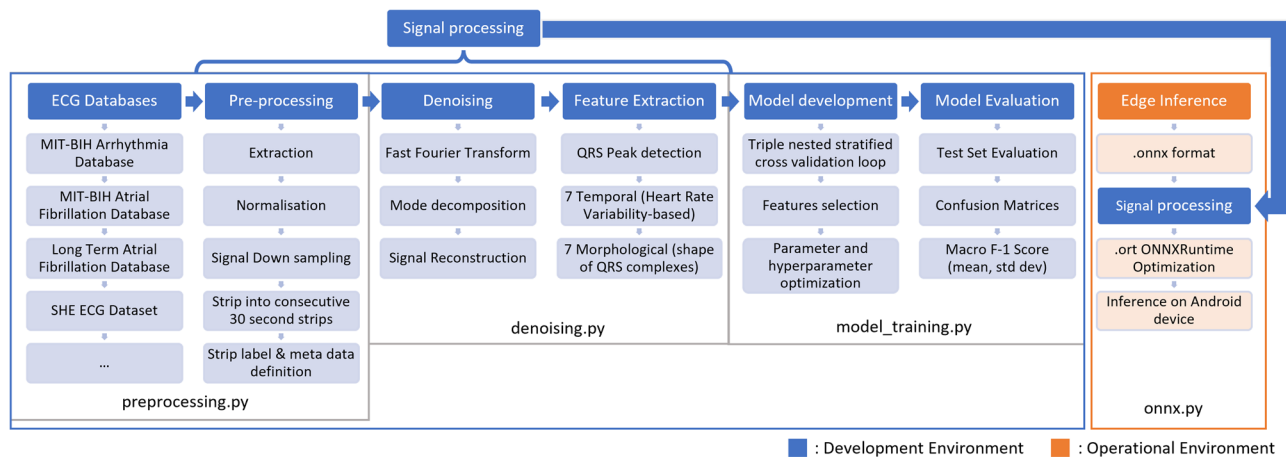 Signal processing
ECG Databases
MIT-BIH Arrhythmia
Database
MIT-BIH Atrial
Fibrillation Database
Long Term Atrial
Fibrillation Database
SHE ECG Dataset
...
Pre-processing
Extraction
Normalisation
Signal Down sampling
Strip into consecutive
30 second strips
Strip label & meta data
definition
preprocessing.py
Denoising
Fast Fourier Transform
Mode decomposition
Signal Reconstruction
Feature Extraction
QRS Peak detection
7 Temporal (Heart Rate
Variability-based)
7 Morphological (shape
of QRS complexes)
denoising.py
Model development
Triple nested stratified
cross validation loop
Features selection
Parameter and
hyperparameter
optimization
Model Evaluation
Test Set Evaluation
Confusion Matrices
Macro F-1 Score
(mean, std dev)
model_training.py
Edge Inference
.onnx format
Signal processing
.ort ONNXRuntime
Optimization
Inference on Android
device
onnx.py
: Development Environment
: Operational Environment